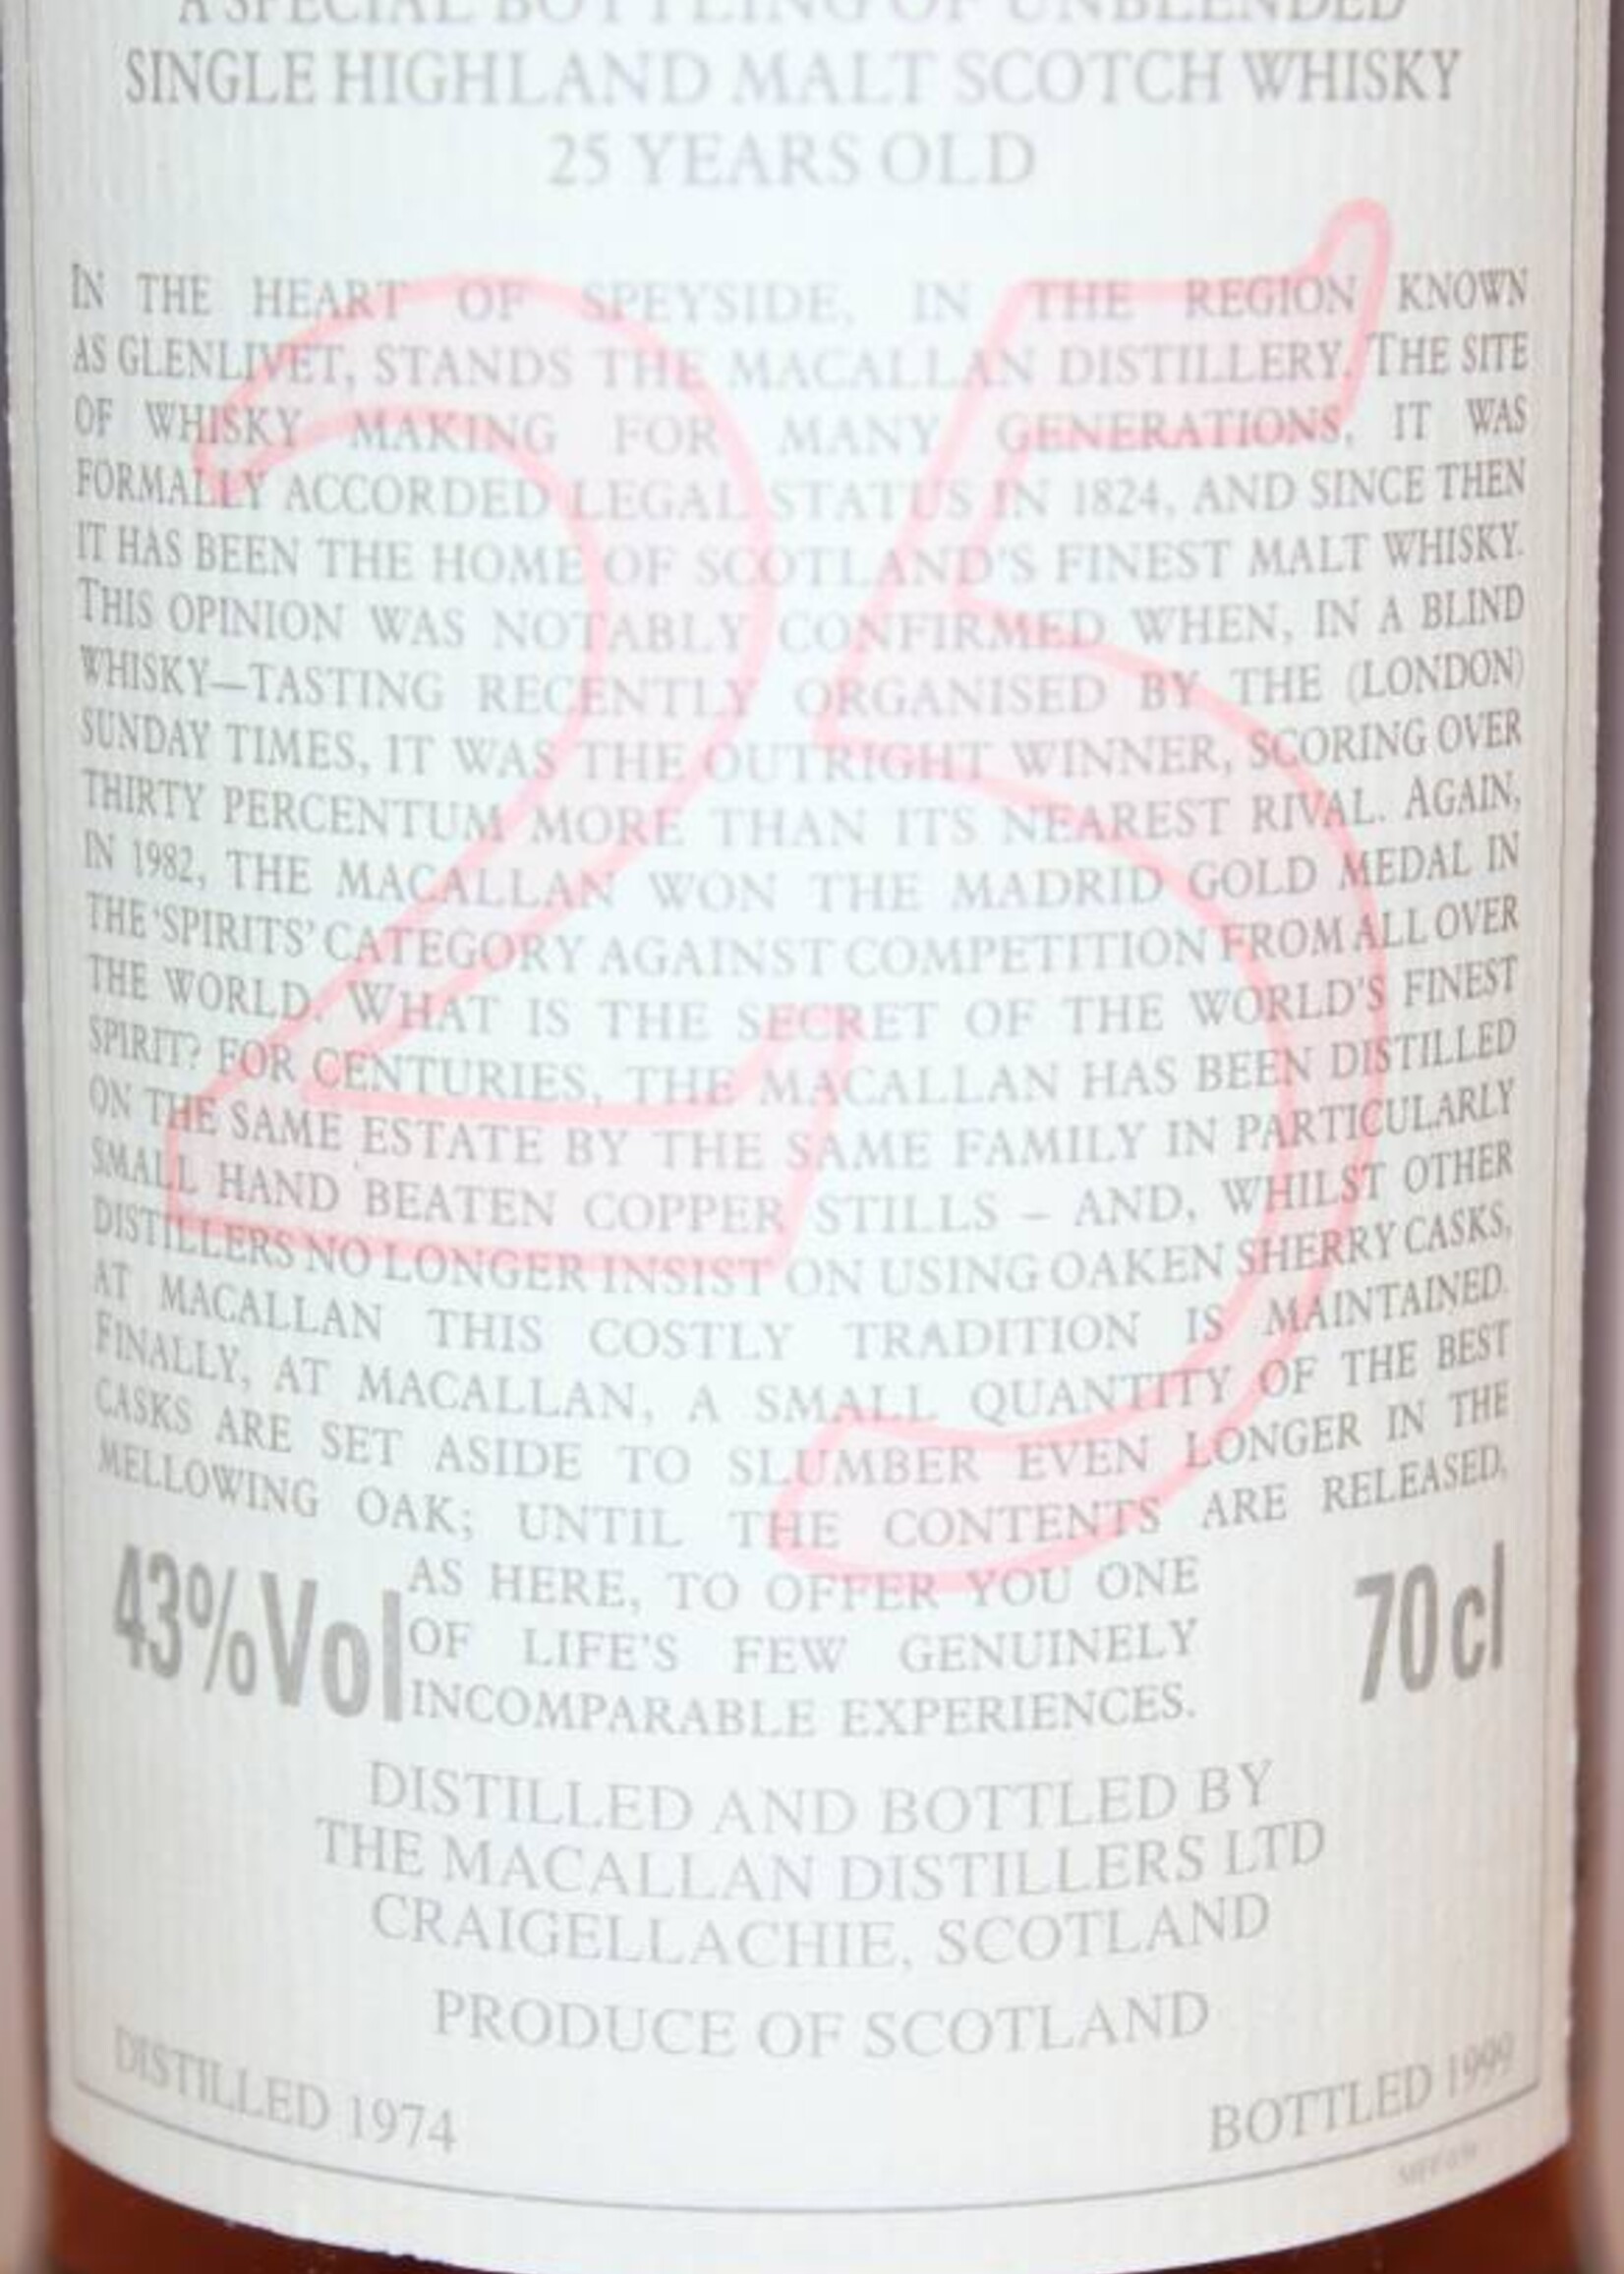 A SPECIAL BOTTLING OF UNBLENDED
SINGLE HIGHLAND MALT SCOTCH WHISKY
25 YEARS OLD
25
IN THE HEART OF SPEYSIDE, IN THE REGION KNOWN
AS GLENLIVET, STANDS THE MACALLAN DISTILLERY. THE SITE
OF WHISKY MAKING FOR MANY GENERATIONS, IT WAS
FORMALLY ACCORDED LEGAL STATUS IN 1824, AND SINCE THEN
IT HAS BEEN THE HOME OF SCOTLAND'S FINEST MALT WHISKY.
THIS OPINION WAS NOTABLY CONFIRMED WHEN, IN A BLIND
WHISKY—TASTING RECENTLY ORGANISED BY THE (LONDON)
SUNDAY TIMES, IT WAS THE OUTRIGHT WINNER, SCORING OVER
THIRTY PERCENTUM MORE THAN ITS NEAREST RIVAL. AGAIN,
IN 1982, THE MACALLAN WON THE MADRID GOLD MEDAL IN
THE 'SPIRITS' CATEGORY AGAINST COMPETITION FROM ALL OVER
THE WORLD. WHAT IS THE SECRET OF THE WORLD'S FINEST
SPIRIT? FOR CENTURIES, THE MACALLAN HAS BEEN DISTILLED
ON THE SAME ESTATE BY THE SAME FAMILY IN PARTICULARLY
SMALL HAND BEATEN COPPER STILLS – AND, WHILST OTHER
DISTILLERS NO LONGER INSIST ON USING OAKEN SHERRY CASKS,
AT MACALLAN THIS COSTLY TRADITION IS MAINTAINED.
FINALLY, AT MACALLAN, A SMALL QUANTITY OF THE BEST
CASKS ARE SET ASIDE TO SLUMBER EVEN LONGER IN THE
MELLOWING OAK; UNTIL THE CONTENTS ARE RELEASED,
AS HERE, TO OFFER YOU ONE
OF LIFE'S FEW GENUINELY
INCOMPARABLE EXPERIENCES.
43%Vol
70cl
DISTILLED AND BOTTLED BY
THE MACALLAN DISTILLERS LTD
CRAIGELLACHIE, SCOTLAND
PRODUCE OF SCOTLAND
DISTILLED 1974
BOTTLED 1999